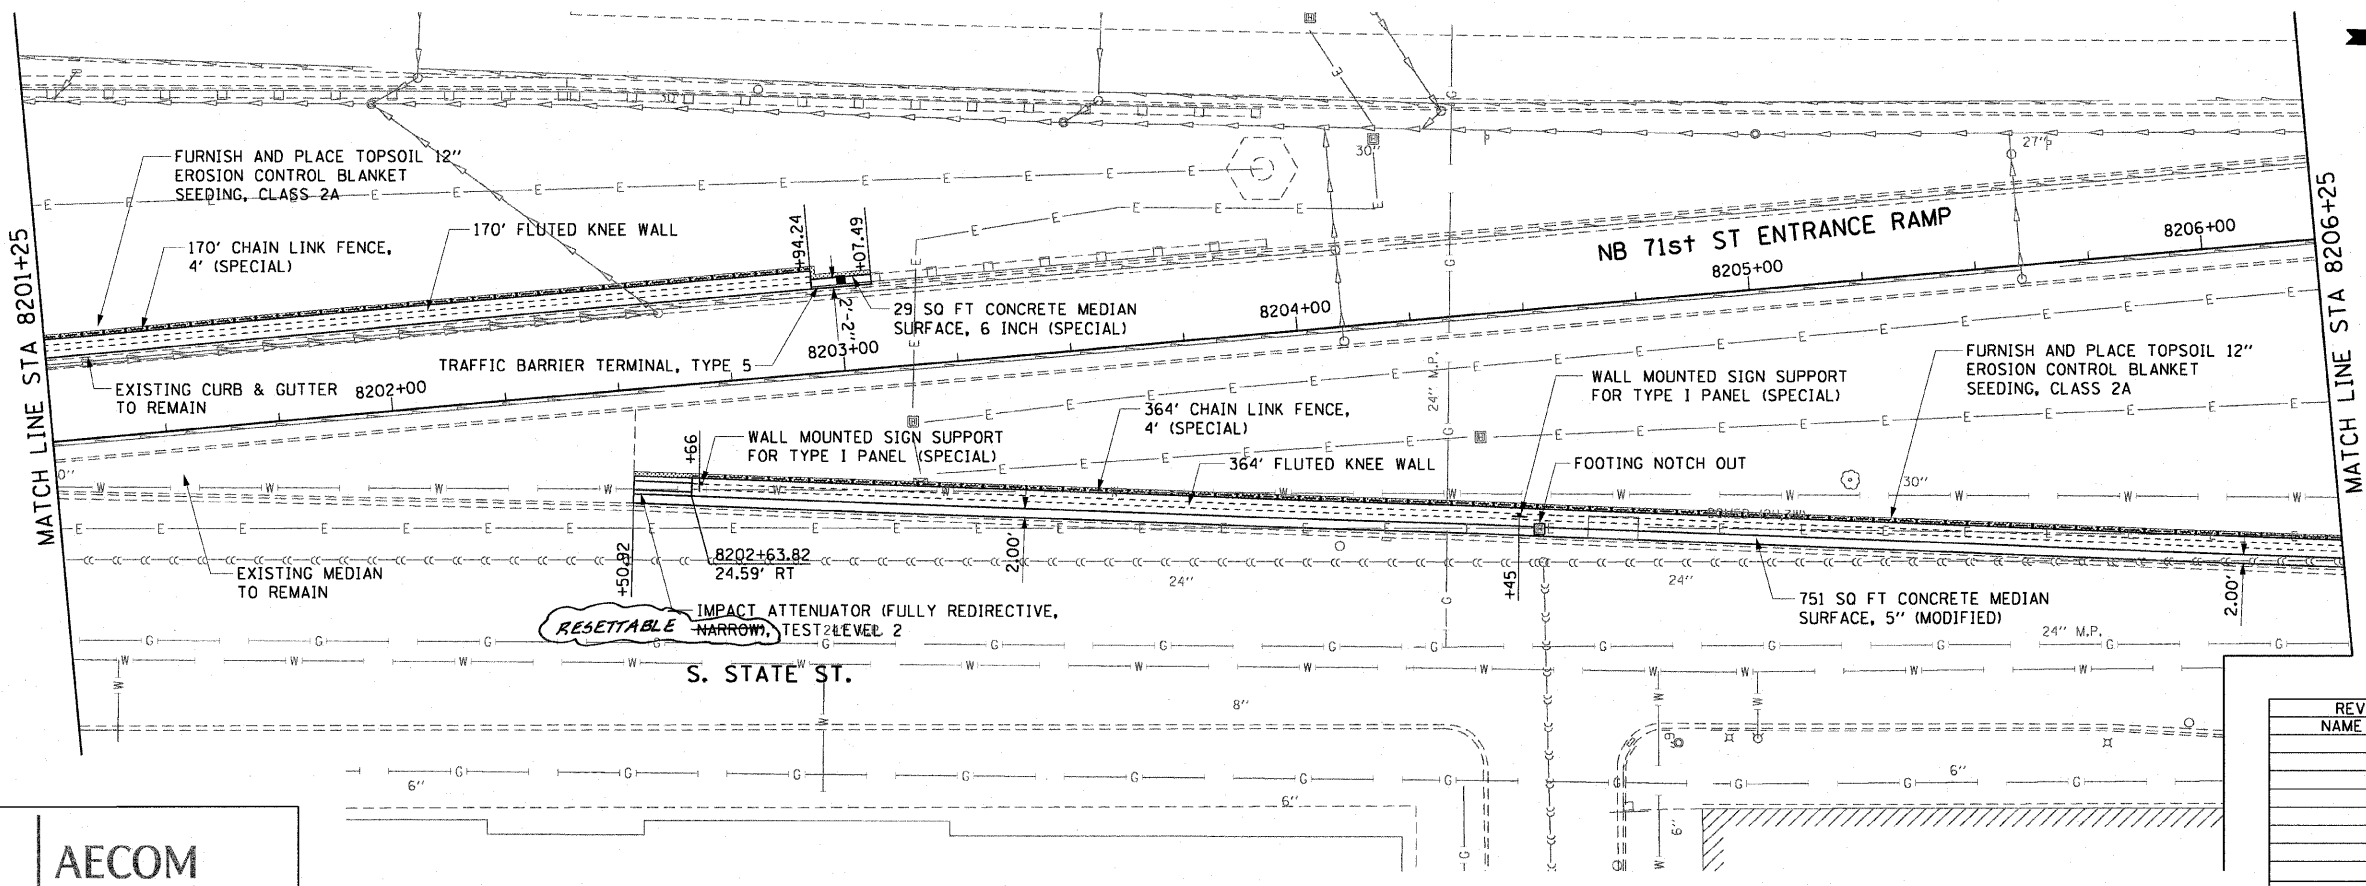 MATCH LINE STA 8201+25
FURNISH AND PLACE TOPSOIL 12"
EROSION CONTROL BLANKET
SEEDING, CLASS 2A
170' CHAIN LINK FENCE,
4' (SPECIAL)
170' FLUTED KNEE WALL
+94.24
+07.49
2'-2"
29 SQ FT CONCRETE MEDIAN
SURFACE, 6 INCH (SPECIAL)
TRAFFIC BARRIER TERMINAL, TYPE 5
EXISTING CURB & GUTTER
TO REMAIN
8202+00
8203+00
8204+00
8205+00
8206+00
NB 71st ST ENTRANCE RAMP
30"
27"
MATCH LINE STA 8206+25
FURNISH AND PLACE TOPSOIL 12"
EROSION CONTROL BLANKET
SEEDING, CLASS 2A
WALL MOUNTED SIGN SUPPORT
FOR TYPE I PANEL (SPECIAL)
24" M.P.
364' CHAIN LINK FENCE,
4' (SPECIAL)
WALL MOUNTED SIGN SUPPORT
FOR TYPE I PANEL (SPECIAL)
+66
364' FLUTED KNEE WALL
FOOTING NOTCH OUT
30"
0"
EXISTING MEDIAN
TO REMAIN
+50.92
8202+63.82
24.59' RT
2.00'
24"
+45
24"
2.00'
751 SQ FT CONCRETE MEDIAN
SURFACE, 5" (MODIFIED)
IMPACT ATTENUATOR (FULLY REDIRECTIVE,
RESETTABLE NARROW), TEST LEVEL 2
24" M.P.
S. STATE ST.
8"
6"
6"
6"
6"
6"
REV
NAME
AECOM